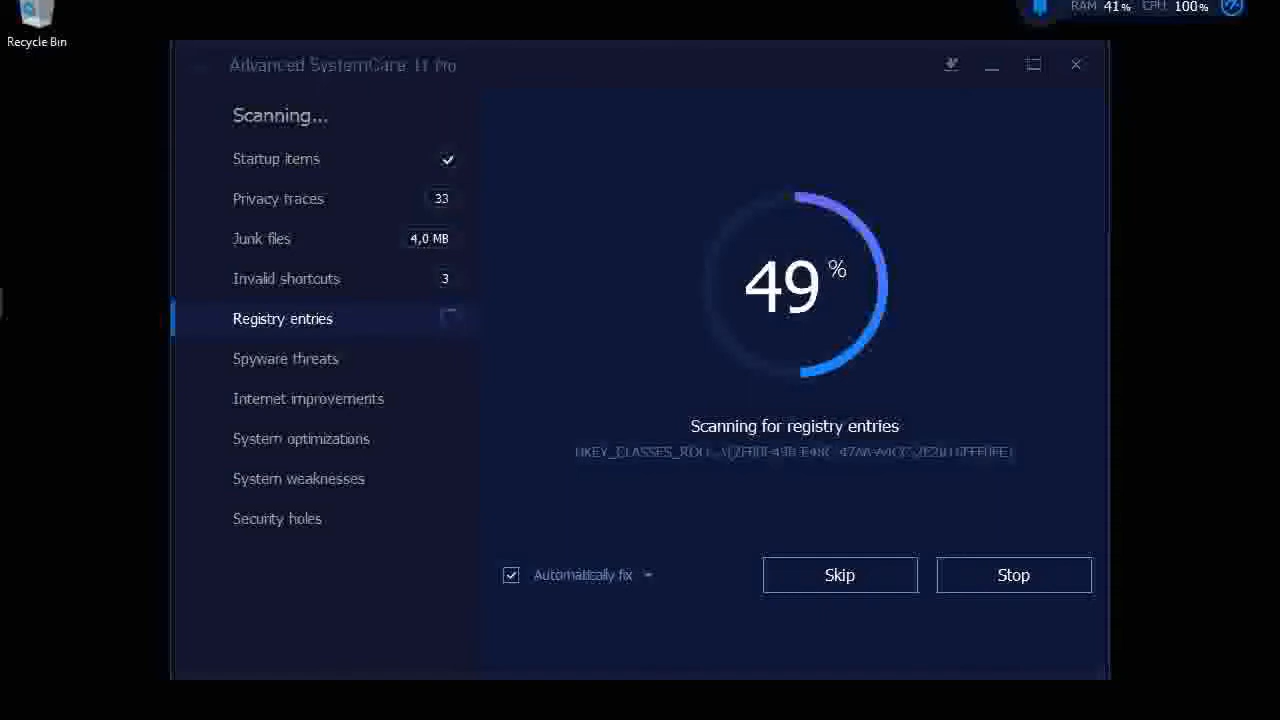 RAM 41% CPU 100%
Recycle Bin
Advanced SystemCare 11 Pro
Scanning...
Startup items
Privacy traces 33
Junk files 4,0 MB
Invalid shortcuts 3
Registry entries
Spyware threats
Internet improvements
System optimizations
System weaknesses
Security holes
49%
Scanning for registry entries
Automatically fix
Skip
Stop